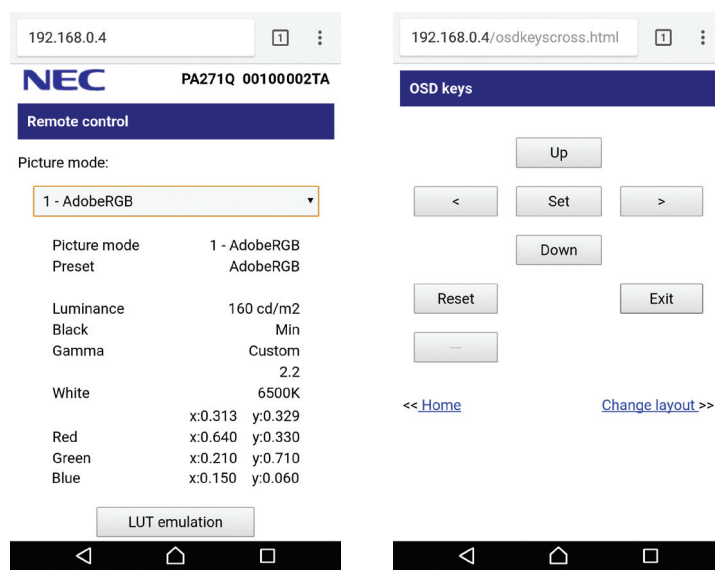 192.168.0.4
1
NEC
PA271Q 00100002TA
Remote control
Picture mode:
1 - AdobeRGB
Picture mode 1 - AdobeRGB
Preset AdobeRGB
Luminance 160 cd/m2
Black Min
Gamma Custom
2.2
White 6500K
x:0.313 y:0.329
Red x:0.640 y:0.330
Green x:0.210 y:0.710
Blue x:0.150 y:0.060
LUT emulation
192.168.0.4/osdkeyscross.html
1
OSD keys
Up
< Set >
Down
Reset Exit
—
<< Home Change layout >>